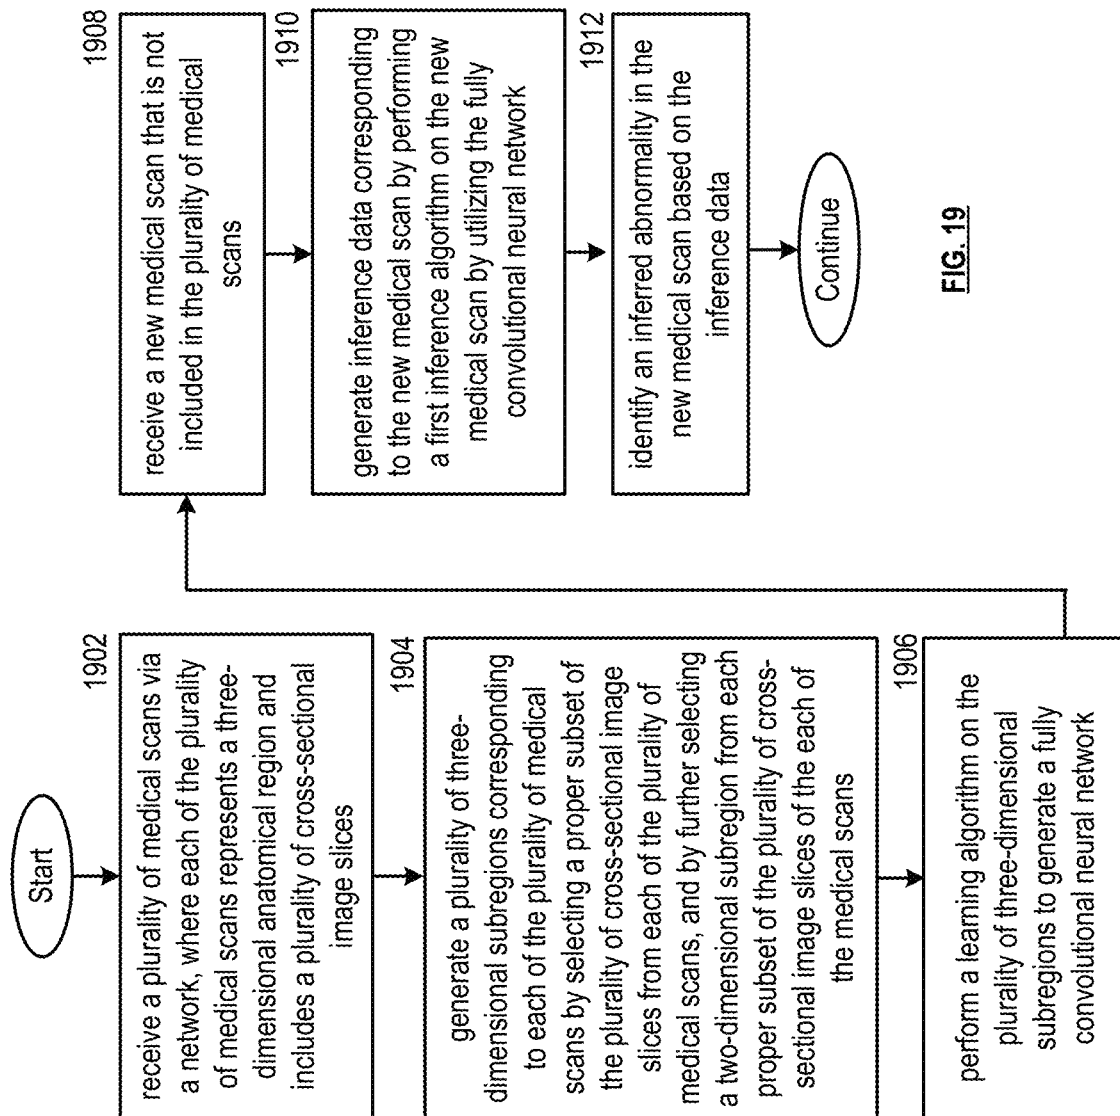 Start
1902
receive a plurality of medical scans via
a network, where each of the plurality
of medical scans represents a three-
dimensional anatomical region and
includes a plurality of cross-sectional
image slices
1904
generate a plurality of three-
dimensional subregions corresponding
to each of the plurality of medical
scans by selecting a proper subset of
the plurality of cross-sectional image
slices from each of the plurality of
medical scans, and by further selecting
a two-dimensional subregion from each
proper subset of the plurality of cross-
sectional image slices of the each of
the medical scans
1906
perform a learning algorithm on the
plurality of three-dimensional
subregions to generate a fully
convolutional neural network
1908
receive a new medical scan that is not
included in the plurality of medical
scans
1910
generate inference data corresponding
to the new medical scan by performing
a first inference algorithm on the new
medical scan by utilizing the fully
convolutional neural network
1912
identify an inferred abnormality in the
new medical scan based on the
inference data
Continue
FIG. 19